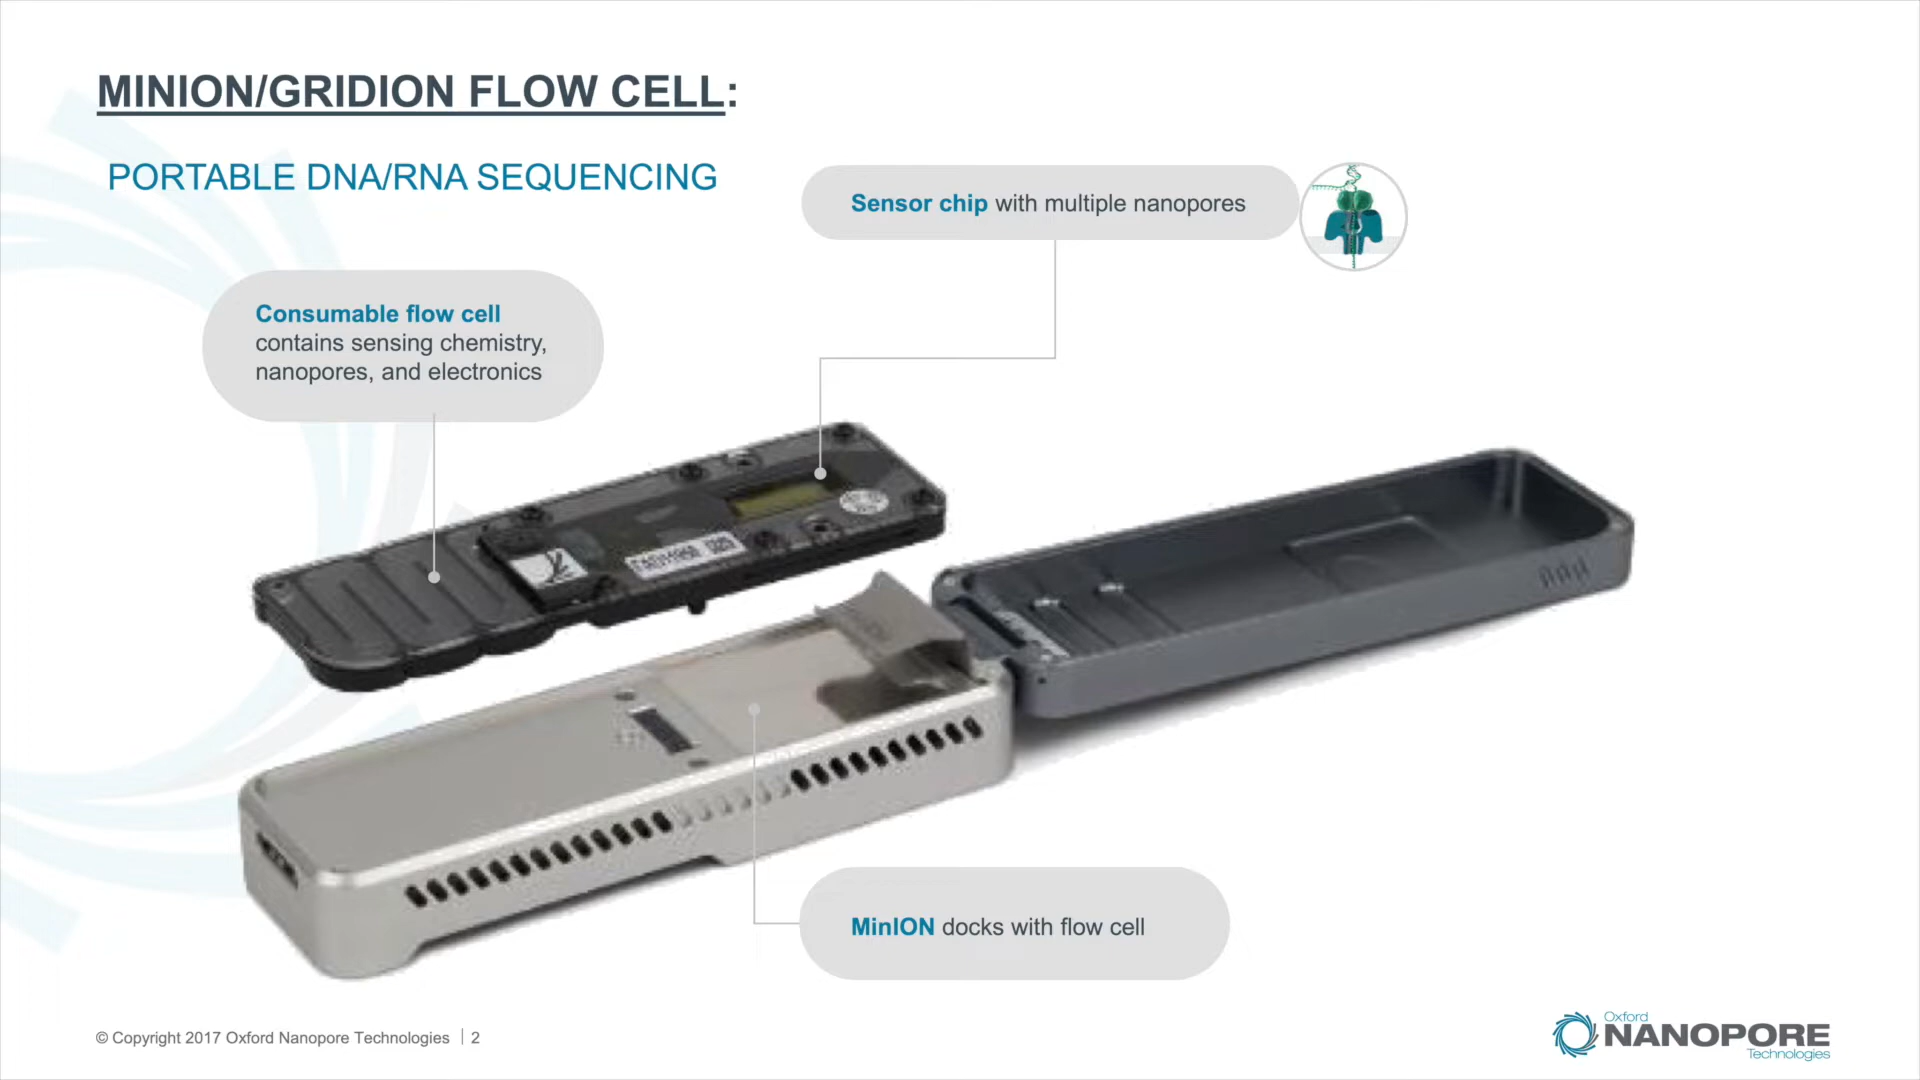 MINION/GRIDION FLOW CELL:
PORTABLE DNA/RNA SEQUENCING
Sensor chip with multiple nanopores
Consumable flow cell
contains sensing chemistry,
nanopores, and electronics
MinION docks with flow cell
© Copyright 2017 Oxford Nanopore Technologies | 2
Oxford
NANOPORE
Technologies